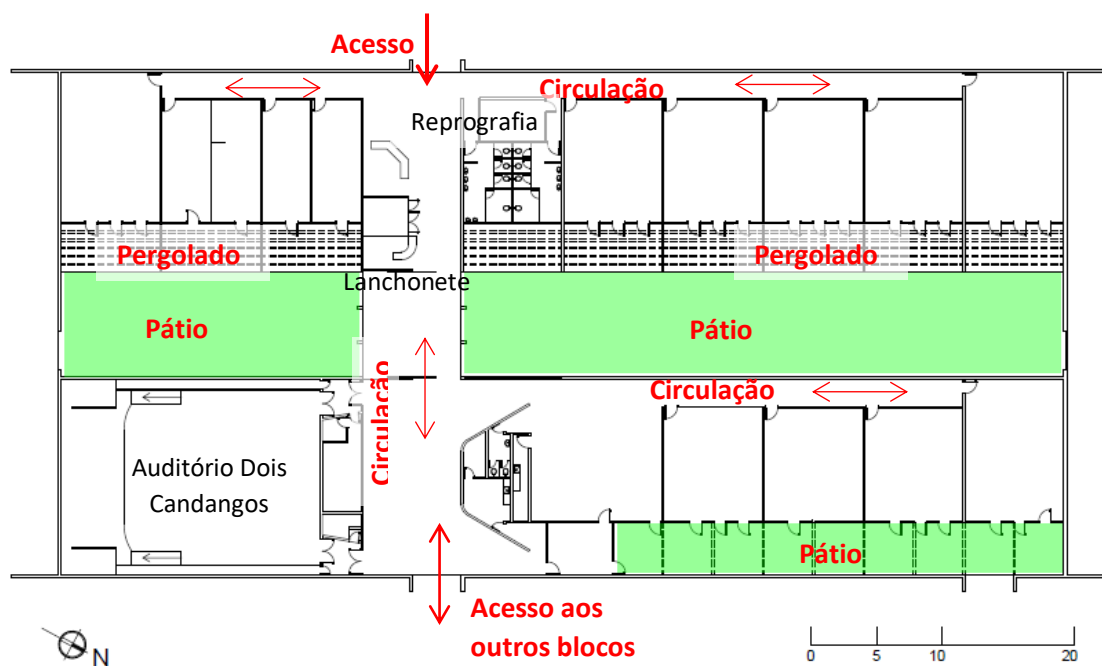 Acesso
Circulação
Reprografia
Pergolado
Pergolado
Lanchonete
Pátio
Pátio
Circulação
Circulação
Auditório Dois
Candangos
Pátio
Acesso aos
outros blocos
N
0 5 10 20